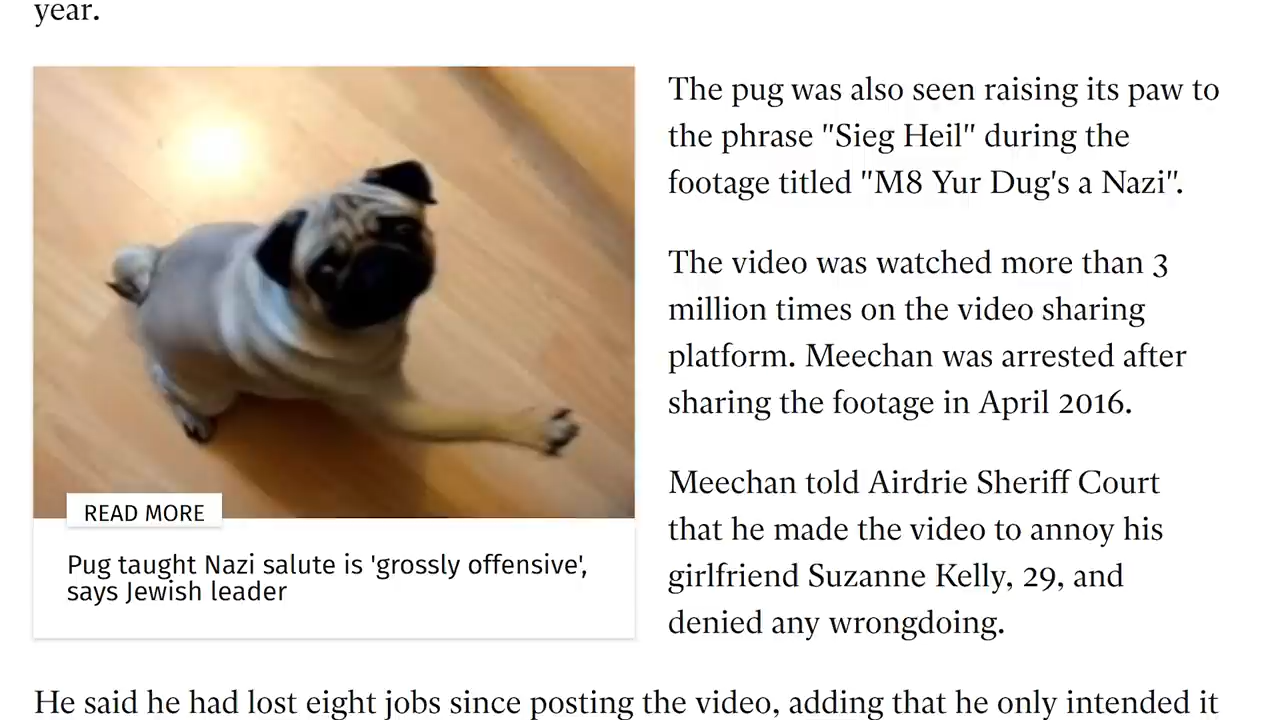 year.
The pug was also seen raising its paw to
the phrase "Sieg Heil" during the
footage titled "M8 Yur Dug's a Nazi".
The video was watched more than 3
million times on the video sharing
platform. Meechan was arrested after
sharing the footage in April 2016.
Meechan told Airdrie Sheriff Court
that he made the video to annoy his
girlfriend Suzanne Kelly, 29, and
denied any wrongdoing.
READ MORE
Pug taught Nazi salute is 'grossly offensive',
says Jewish leader
He said he had lost eight jobs since posting the video, adding that he only intended it